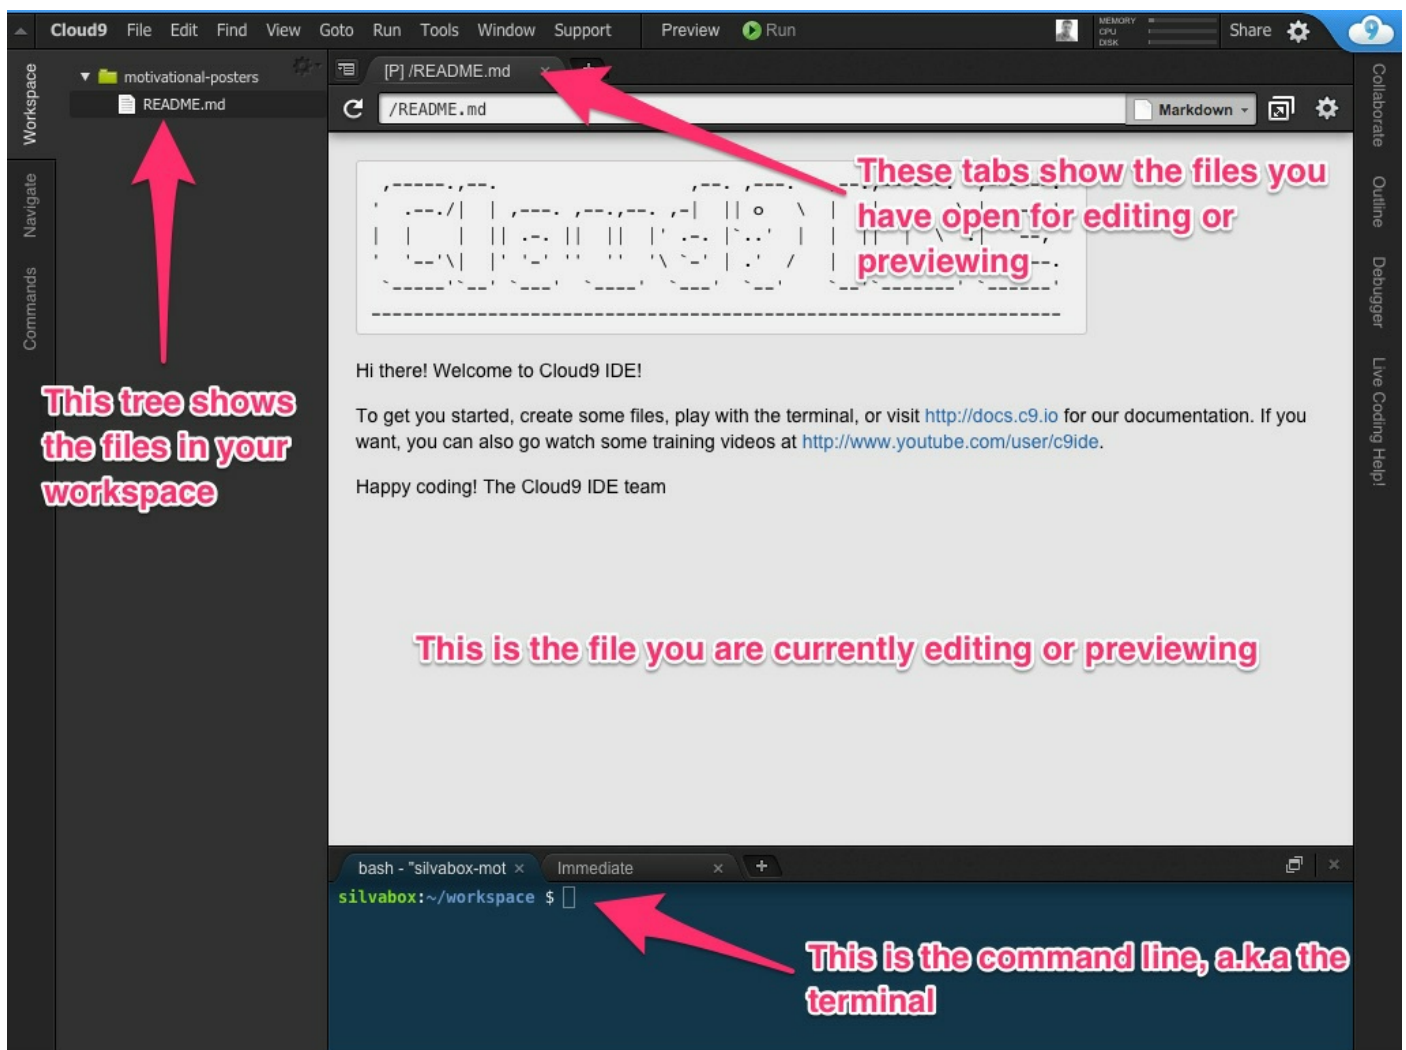 Cloud9 File Edit Find View Goto Run Tools Window Support Preview Run MEMORY CPU DISK Share 9
Workspace
Navigate
Commands
motivational-posters
README.md
[P] /README.md × +
/README.md Markdown
These tabs show the files you
have open for editing or
previewing
This tree shows
the files in your
workspace
Hi there! Welcome to Cloud9 IDE!
To get you started, create some files, play with the terminal, or visit http://docs.c9.io for our documentation. If you
want, you can also go watch some training videos at http://www.youtube.com/user/c9ide.
Happy coding! The Cloud9 IDE team
This is the file you are currently editing or previewing
bash - "silvabox-mot × Immediate × +
silvabox:~/workspace $
This is the command line, a.k.a the
terminal
Collaborate
Outline
Debugger
Live Coding Help!